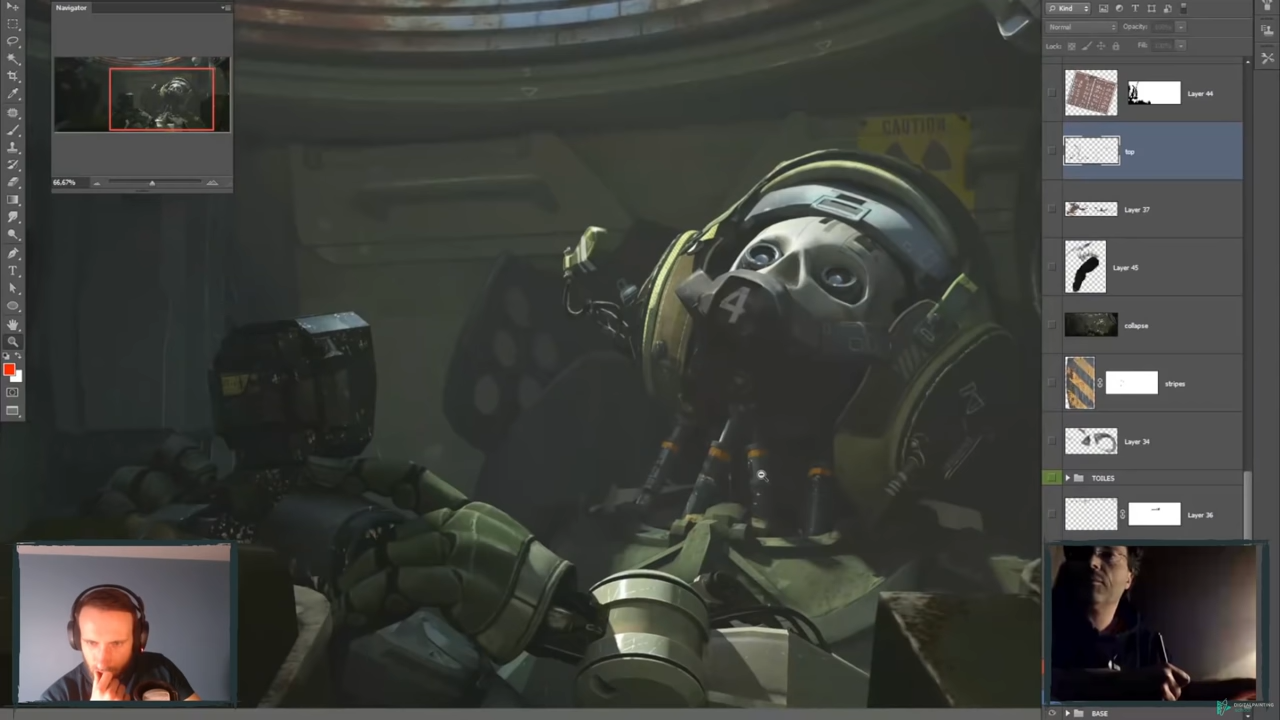 Navigator
66.67%
Kind
Normal
Opacity:
Lock:
Fill:
Layer 44
top
Layer 37
Layer 45
collapse
stripes
Layer 34
TOILES
Layer 36
BASE
CAUTION
4
DIGITALPAINTING